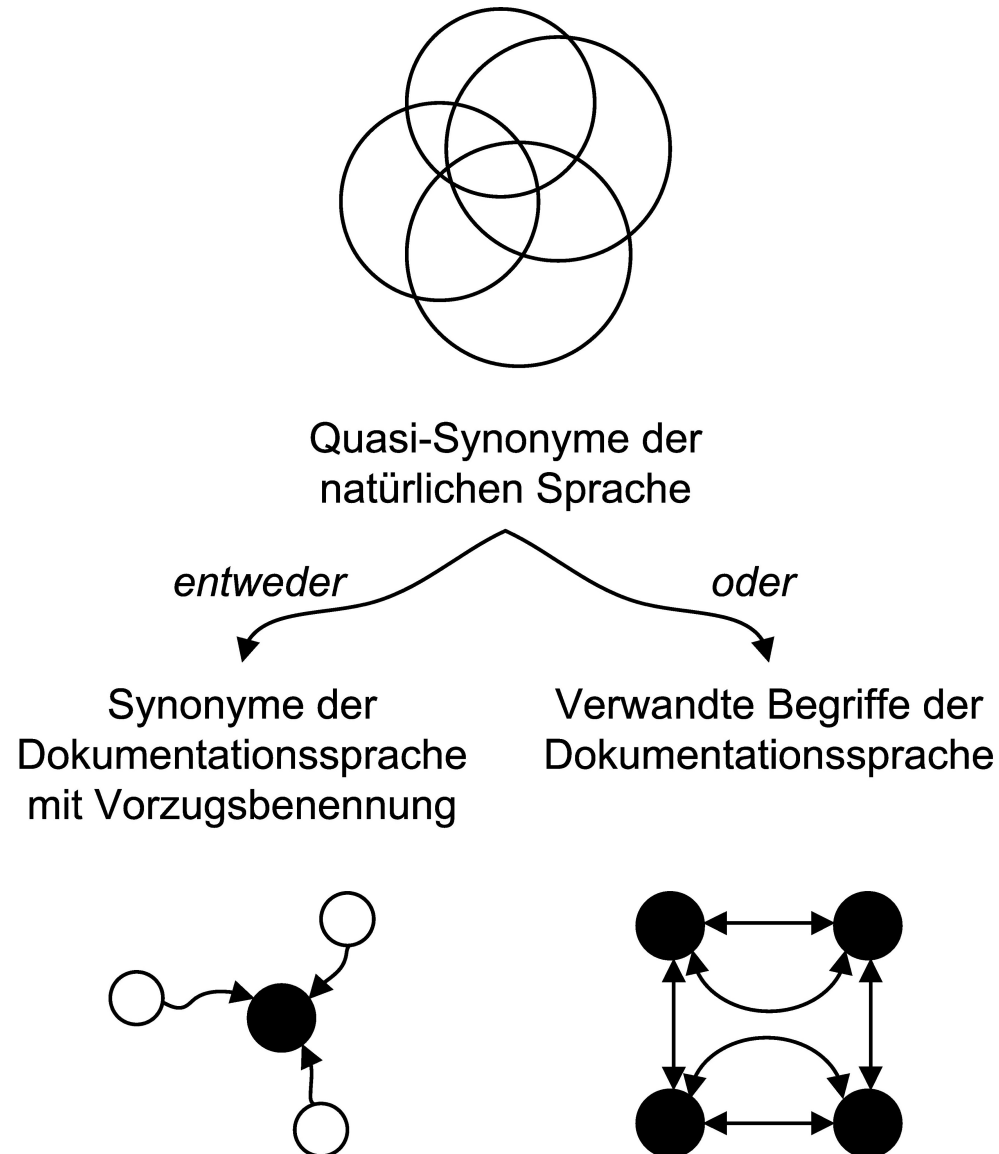 Quasi-Synonyme der
natürlichen Sprache
entweder
oder
Synonyme der
Dokumentationssprache
mit Vorzugsbenennung
Verwandte Begriffe der
Dokumentationssprache